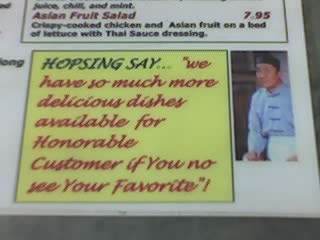 juice, chill, and mint.
Asian Fruit Salad 7.95
Crispy-cooked chicken and Asian fruit on a bed
of lettuce with Thai Sauce dressing.
HOPSING SAY... "we
have so much more
delicious dishes
available for
Honorable
Customer if You no
see Your Favorite"!